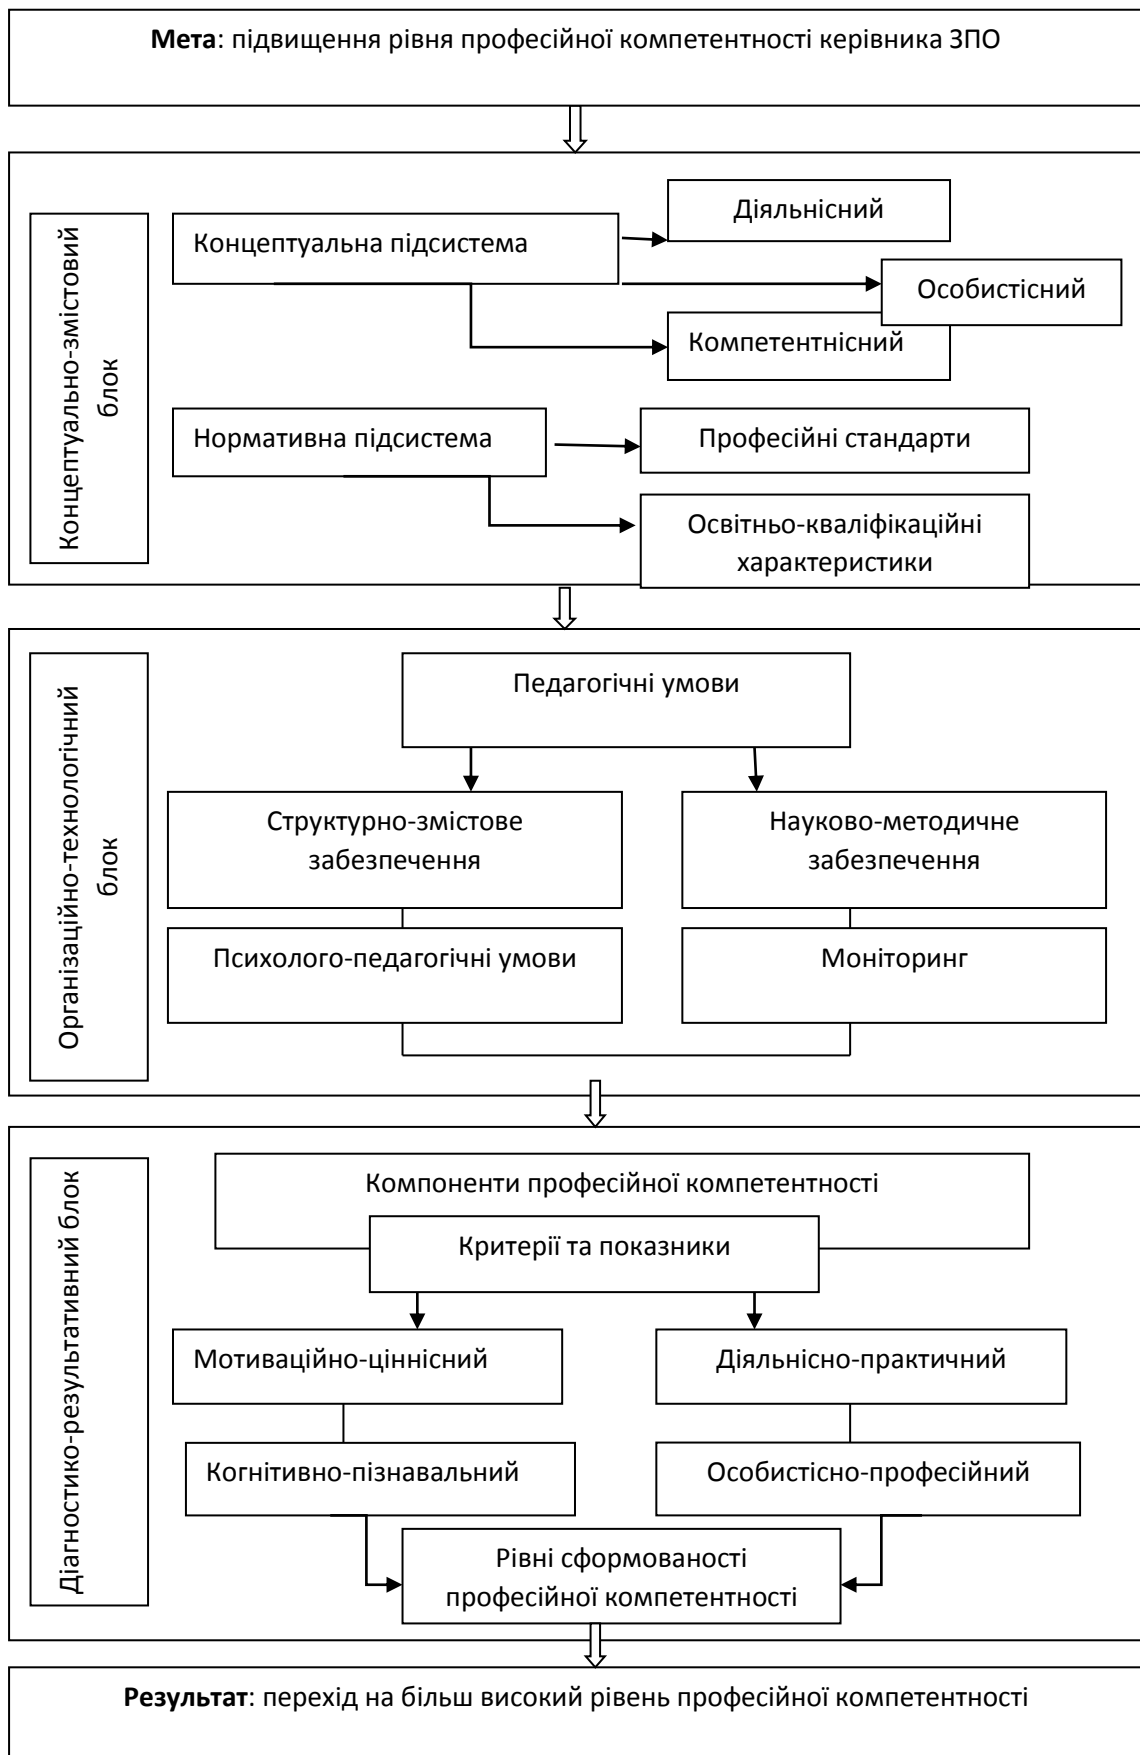 Мета: підвищення рівня професійної компетентності керівника ЗПО
Концептуально-змістовий
блок
Концептуальна підсистема
Діяльнісний
Особистісний
Компетентнісний
Нормативна підсистема
Професійні стандарти
Освітньо-кваліфікаційні
характеристики
Організаційно-технологічний
блок
Педагогічні умови
Структурно-змістове
забезпечення
Науково-методичне
забезпечення
Психолого-педагогічні умови
Моніторинг
Діагностико-результативний блок
Компоненти професійної компетентності
Критерії та показники
Мотиваційно-ціннісний
Діяльнісно-практичний
Когнітивно-пізнавальний
Особистісно-професійний
Рівні сформованості
професійної компетентності
Результат: перехід на більш високий рівень професійної компетентності